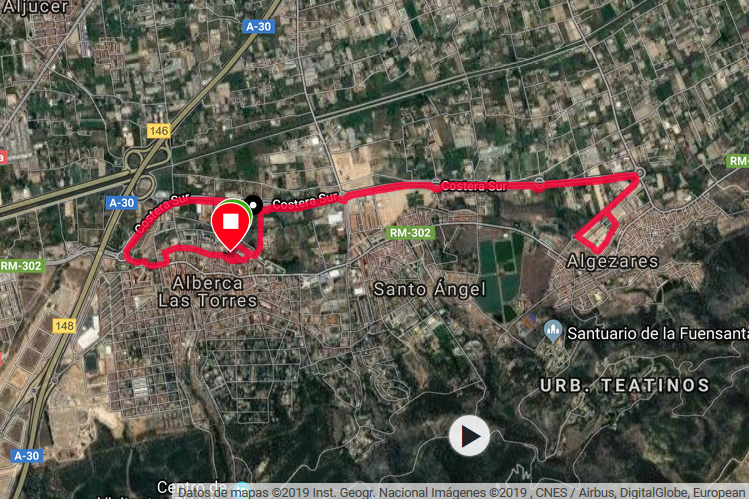 Aljucer
A-30
146
a
RM-
Costera Sur
A-30
Costera Sur
Costera Sur
RM-302
RM-302
Algezares
Alberca
Las Torres
Santo Ángel
148
Santuario de la Fuensanta
URB. TEATINOS
A-30
Centro de
Datos de mapas ©2019 Inst. Geogr. Nacional Imágenes ©2019 , CNES / Airbus, DigitalGlobe, European